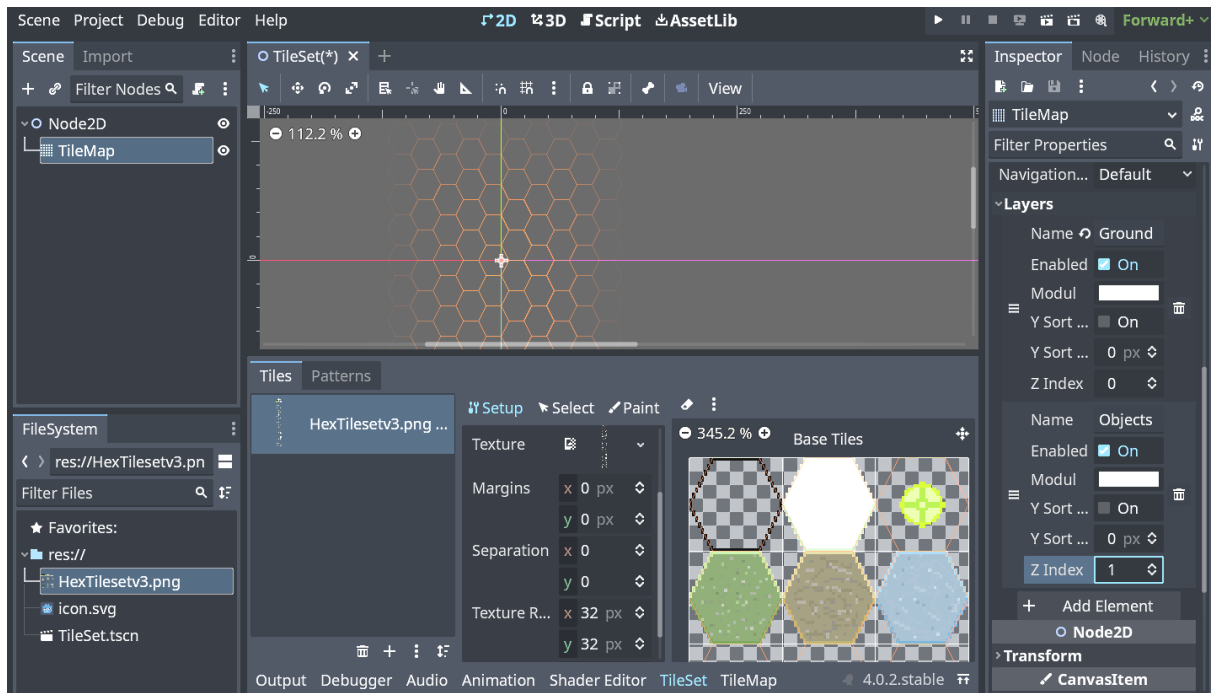 Scene Project Debug Editor Help 2D 3D Script AssetLib Forward+
Scene Import
Filter Nodes
Node2D
TileMap
FileSystem
res://HexTilesetv3.pn
Filter Files
Favorites:
res://
HexTilesetv3.png
icon.svg
TileSet.tscn
TileSet(*)
View
-250 0 250
0
112.2 %
Tiles Patterns
HexTilesetv3.png ...
Setup Select Paint
Texture
Margins x 0 px
y 0 px
Separation x 0
y 0
Texture R... x 32 px
y 32 px
345.2 % Base Tiles
Output Debugger Audio Animation Shader Editor TileSet TileMap 4.0.2.stable
Inspector Node History
TileMap
Filter Properties
Navigation... Default
Layers
Name Ground
Enabled On
Modul
Y Sort ... On
Y Sort ... 0 px
Z Index 0
Name Objects
Enabled On
Modul
Y Sort ... On
Y Sort ... 0 px
Z Index 1
Add Element
Node2D
Transform
CanvasItem